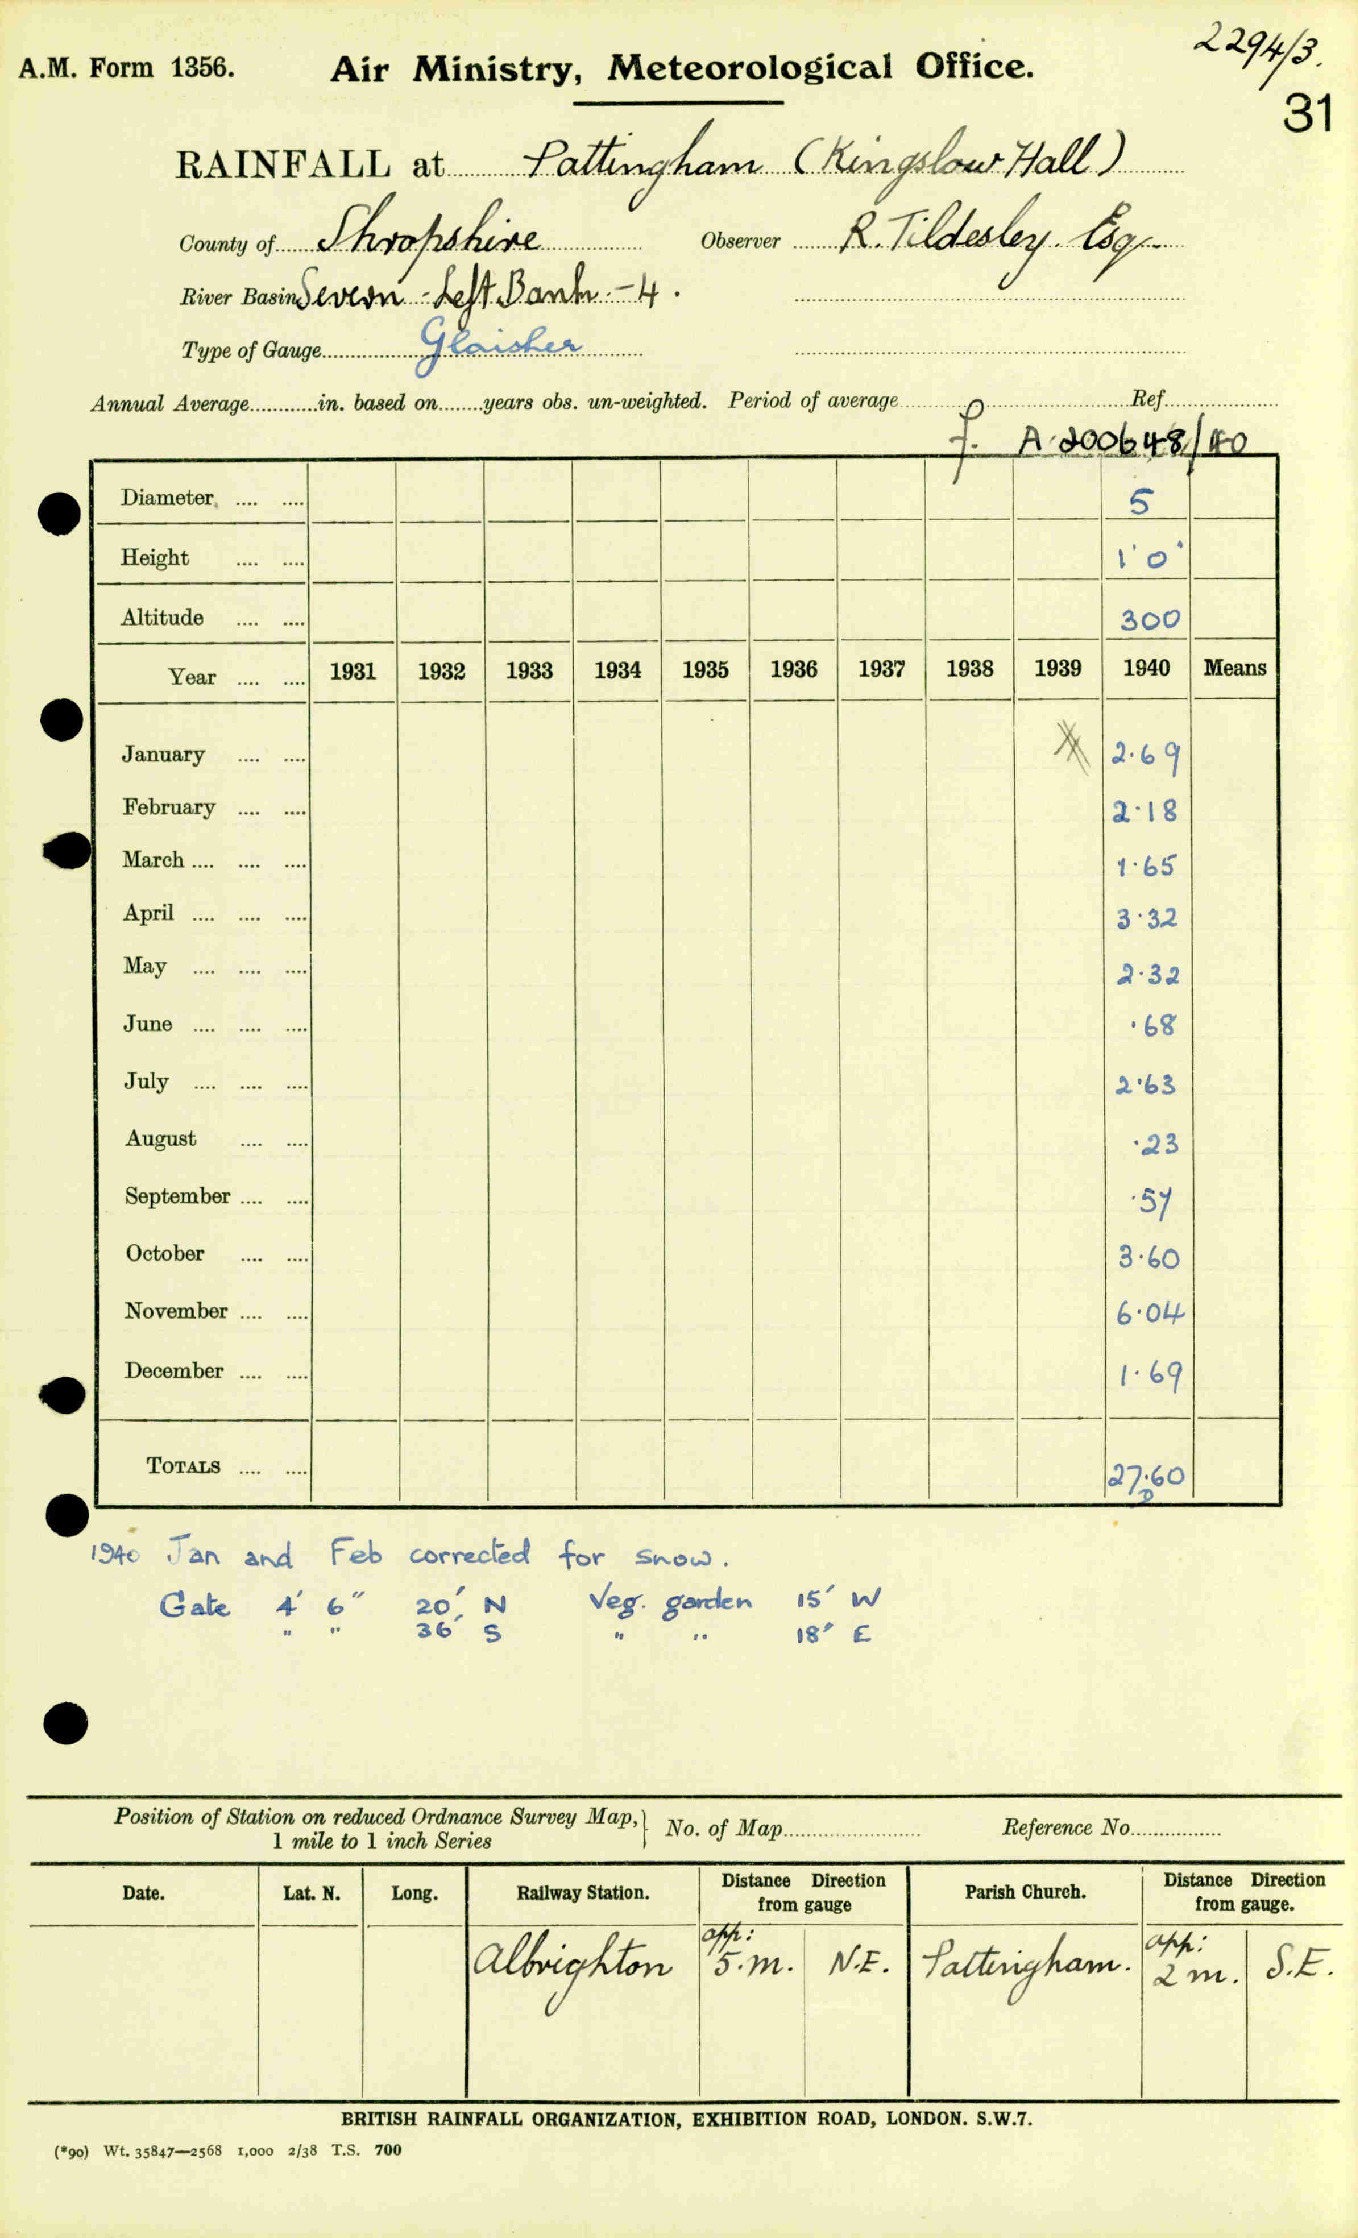 2294/3.
A.M. Form 1356. Air Ministry, Meteorological Office.
31
RAINFALL at Pattingham (Kingslow Hall)
County of Shropshire Observer R. Tildesley. Esq.
River Basin Severn - Left Bank - 4.
Type of Gauge Glaisher
Annual Average in. based on years obs. un-weighted. Period of average Ref.
f. A 200648/40
Diameter 5
Height 1' 0"
Altitude 300
Year 1931 1932 1933 1934 1935 1936 1937 1938 1939 1940 Means
January 2.69
February 2.18
March 1.65
April 3.32
May 2.32
June .68
July 2.63
August .23
September .57
October 3.60
November 6.04
December 1.69
TOTALS 27.60
D
1940 Jan and Feb corrected for snow.
Gate 4' 6" 20' N Veg. garden 15' W
" " 36' S " " 18' E
Position of Station on reduced Ordnance Survey Map, No. of Map Reference No.
1 mile to 1 inch Series
Date. Lat. N. Long. Railway Station. Distance Direction from gauge Parish Church. Distance Direction from gauge.
Albrighton app: 5.m. N.E. Pattingham. app: 2 m. S.E.
BRITISH RAINFALL ORGANIZATION, EXHIBITION ROAD, LONDON. S.W.7.
(*90) Wt. 35847—2568 1,000 2/38 T.S. 700